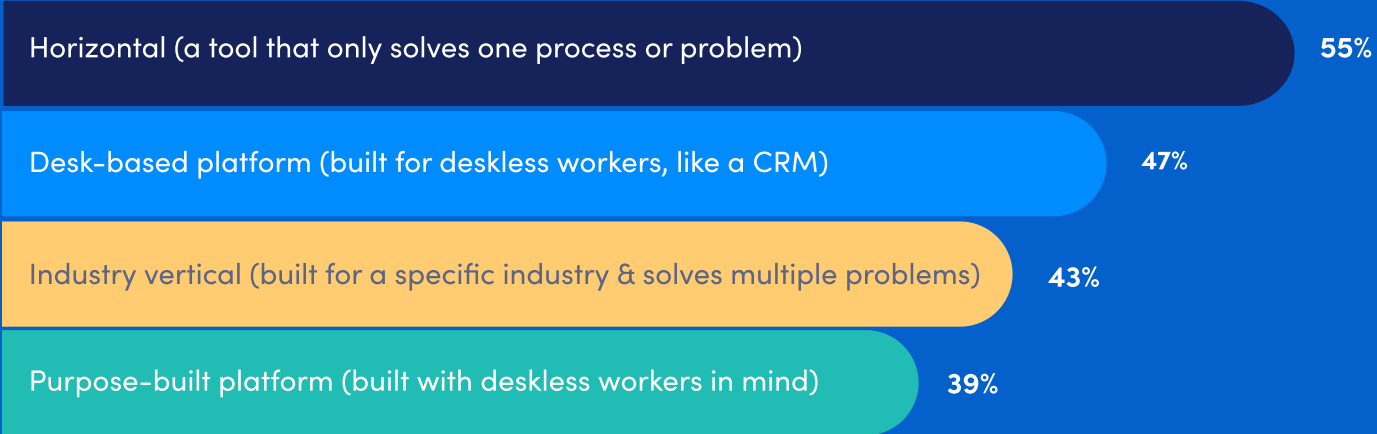 Horizontal (a tool that only solves one process or problem) 55%
Desk-based platform (built for deskless workers, like a CRM) 47%
Industry vertical (built for a specific industry & solves multiple problems) 43%
Purpose-built platform (built with deskless workers in mind) 39%